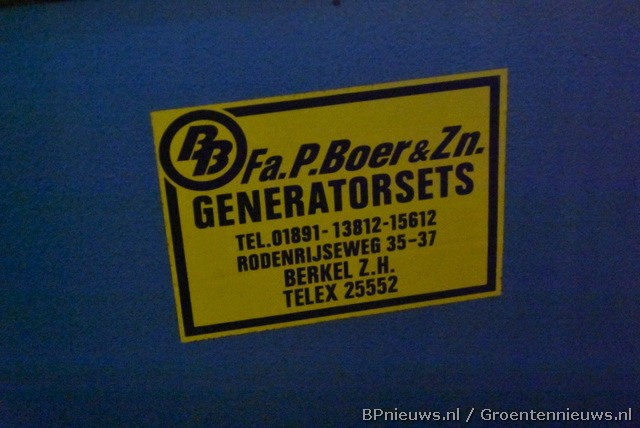 BB Fa. P. Boer & Zn.
GENERATORSETS
TEL. 01891-13812-15612
RODENRIJSEWEG 35-37
BERKEL Z.H.
TELEX 25552
BPnieuws.nl / Groentennieuws.nl